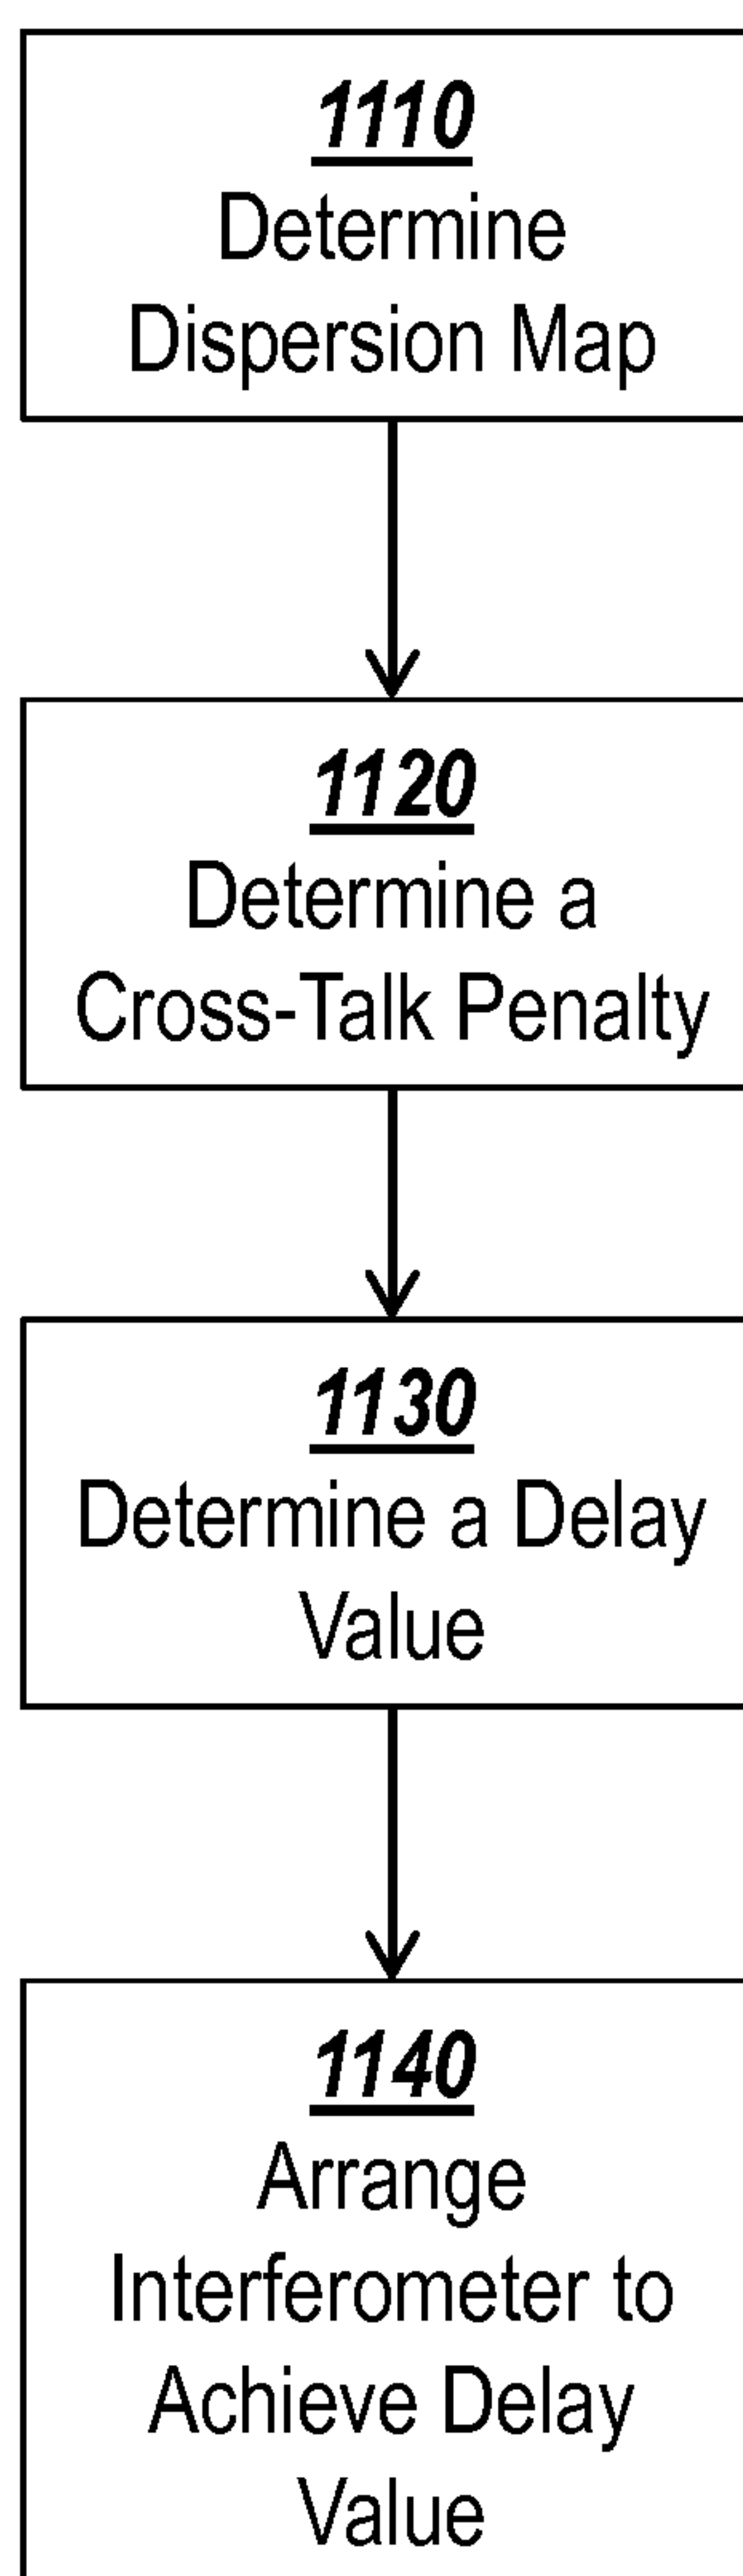 1110
Determine
Dispersion Map
1120
Determine a
Cross-Talk Penalty
1130
Determine a Delay
Value
1140
Arrange
Interferometer to
Achieve Delay
Value